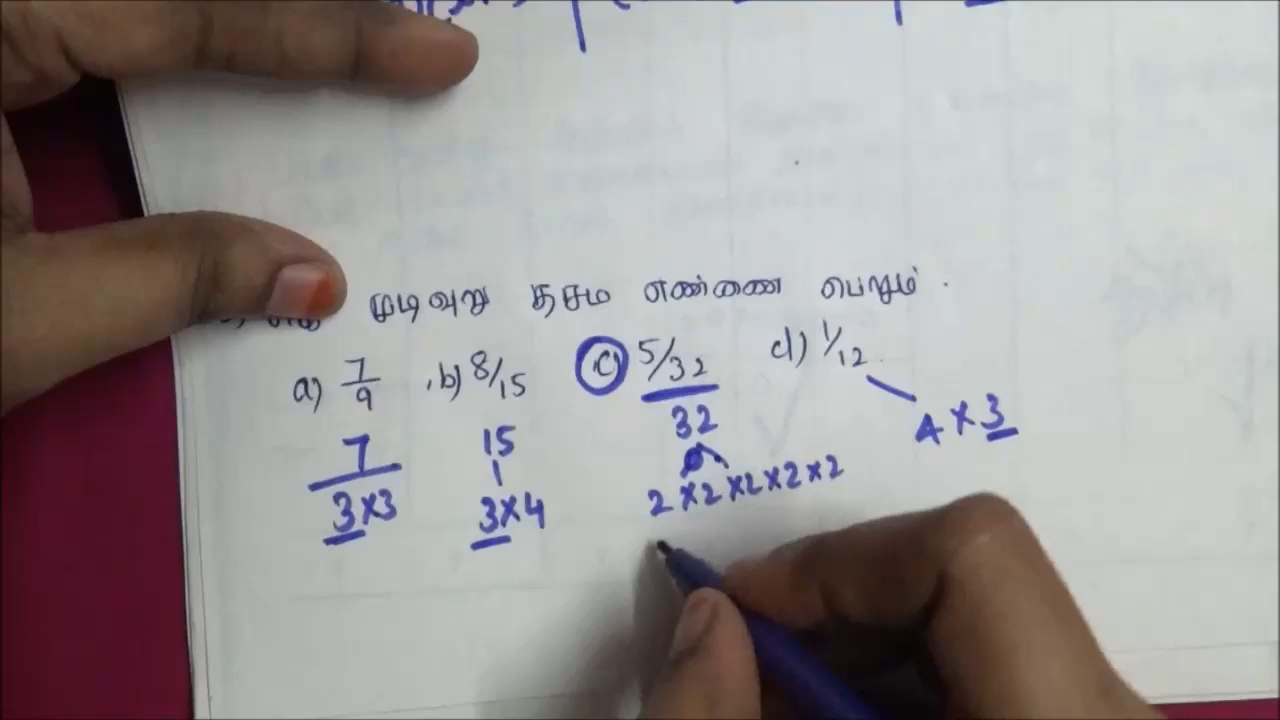 முடிவுறு தசம எண்ணை பெறும்.
a) 7/9 b) 8/15 c) 5/32 d) 1/12
7 15 32 4×3
3×3 3×4 2×2×2×2×2